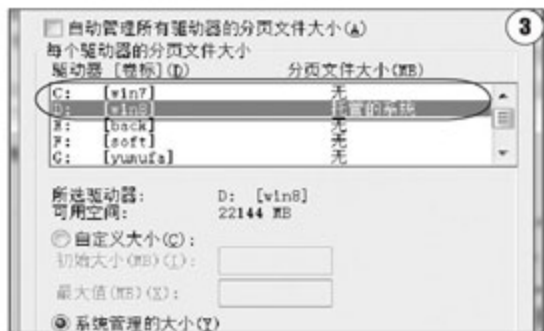 自动管理所有驱动器的分页文件大小(A)
3
每个驱动器的分页文件大小
驱动器 [卷标](D) 分页文件大小(MB)
C: [win7] 无
D: [win8] 托管的系统
E: [back] 无
F: [soft] 无
G: [yumufa] 无
所选驱动器: D: [win8]
可用空间: 22144 MB
自定义大小(C):
初始大小(MB)(I):
最大值(MB)(X):
系统管理的大小(Y)